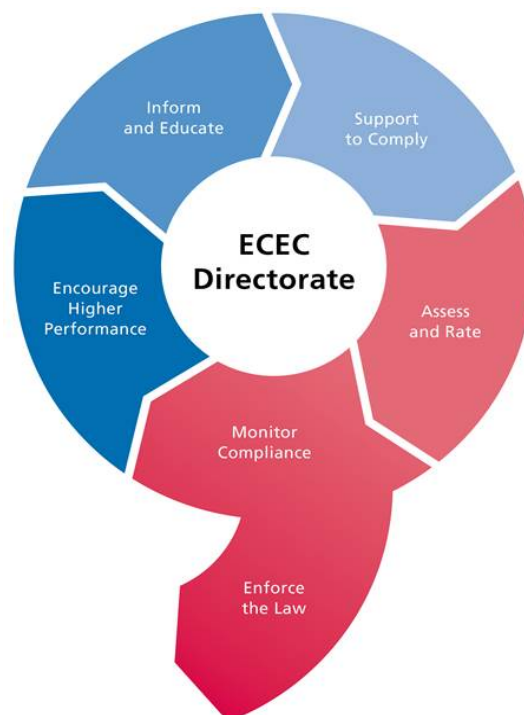 Inform
and Educate
Support
to Comply
ECEC
Directorate
Encourage
Higher
Performance
Assess
and Rate
Monitor
Compliance
Enforce
the Law